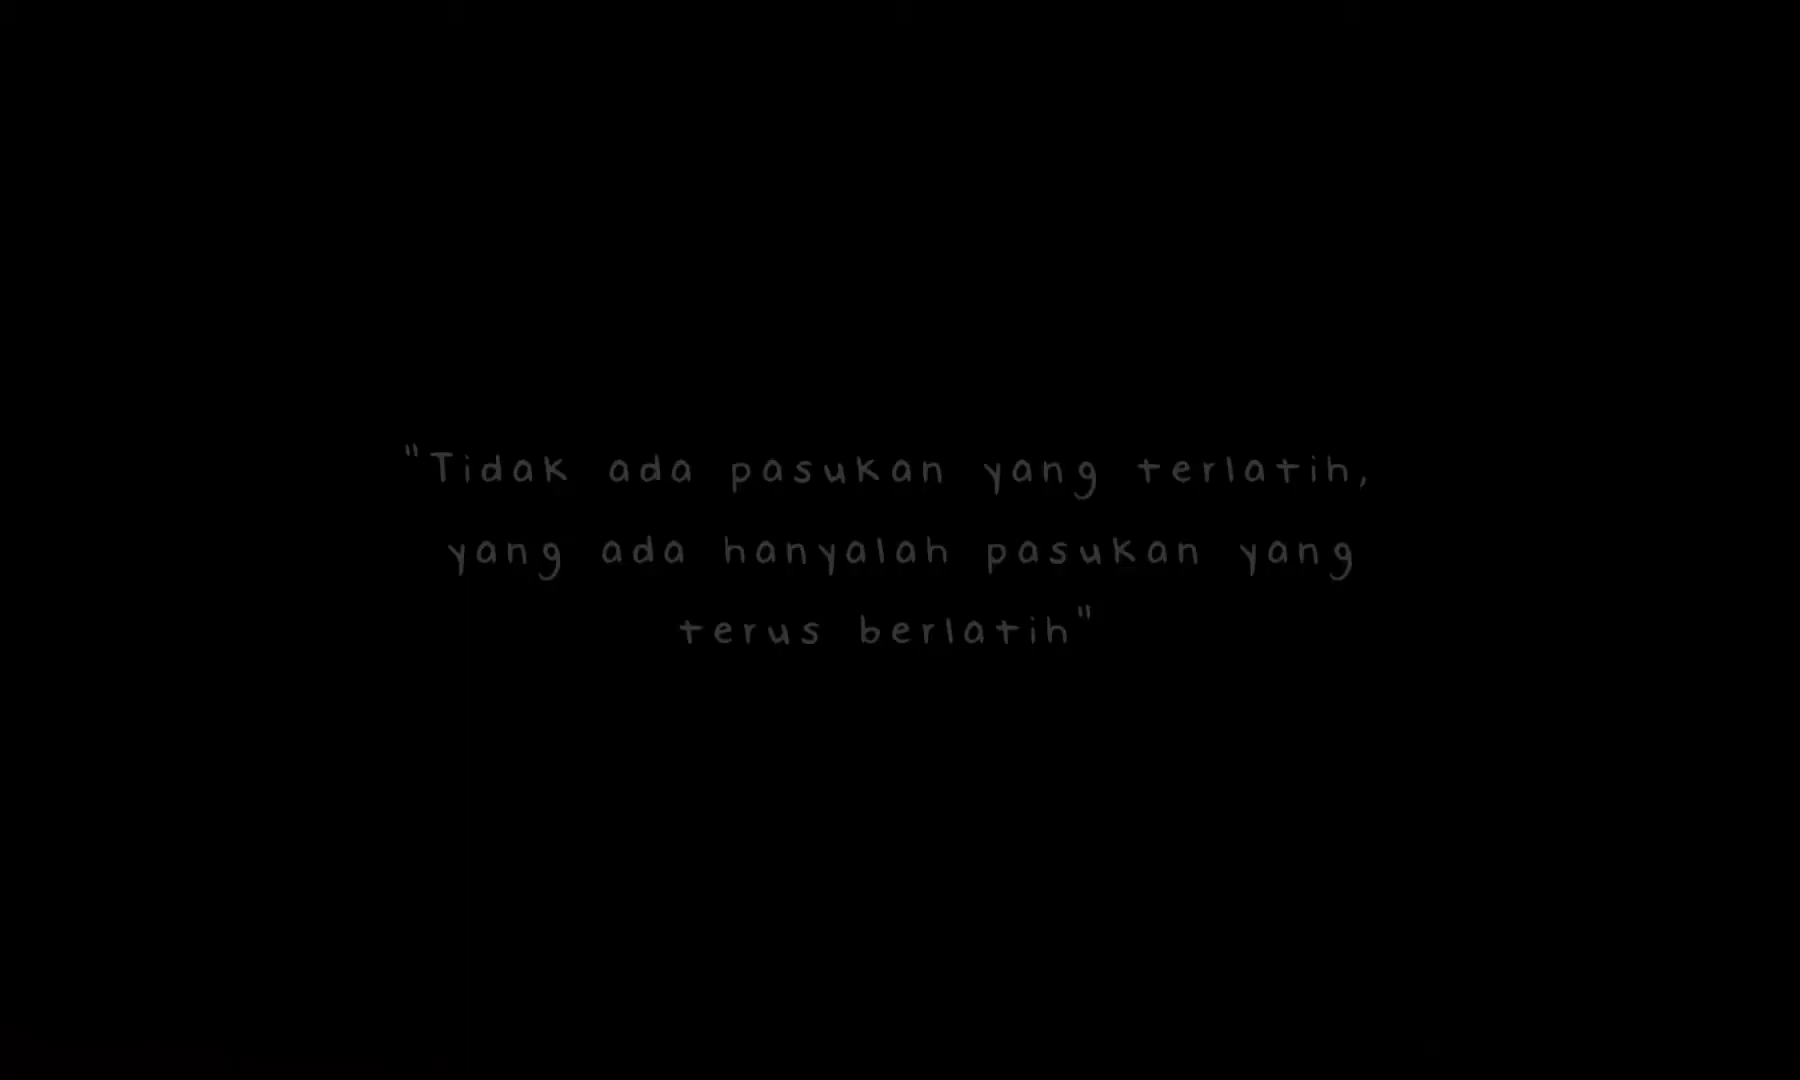 "Tidak ada pasukan yang terlatih,
yang ada hanyalah pasukan yang
terus berlatih"